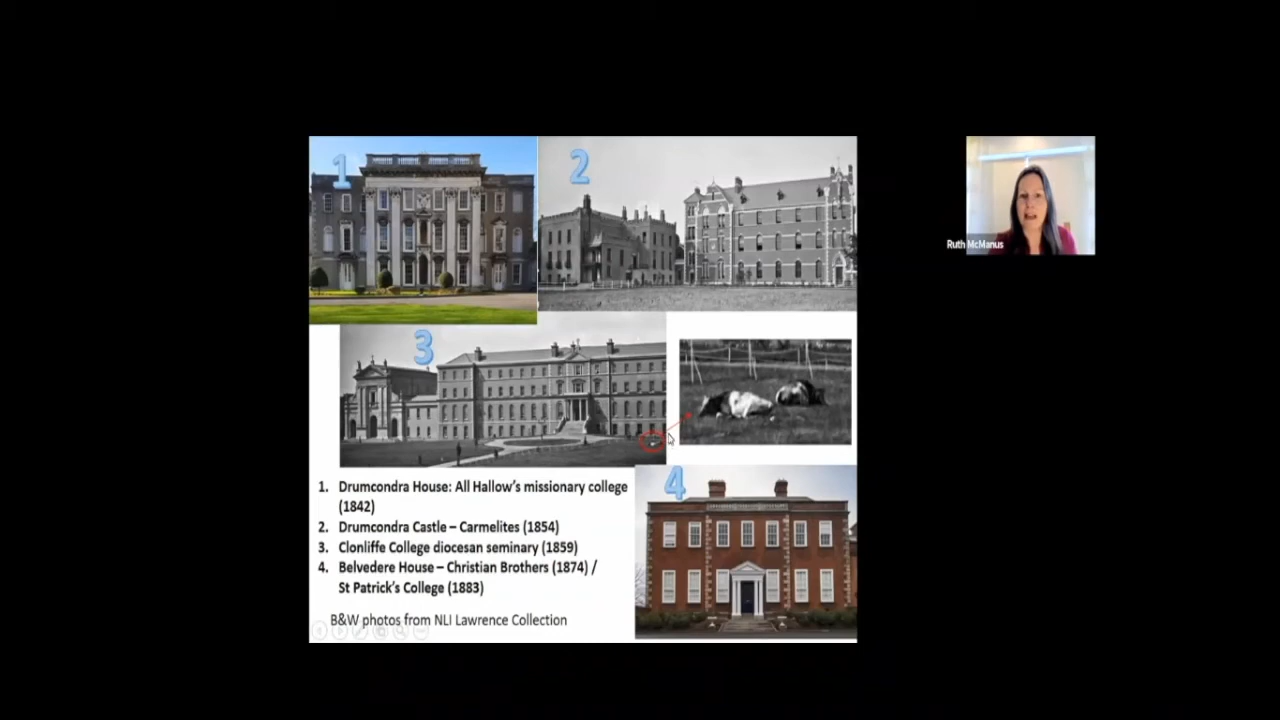 1
2
3
4
1. Drumcondra House: All Hallow's missionary college
(1842)
2. Drumcondra Castle – Carmelites (1854)
3. Clonliffe College diocesan seminary (1859)
4. Belvedere House – Christian Brothers (1874) /
St Patrick's College (1883)
B&W photos from NLI Lawrence Collection
Ruth McManus